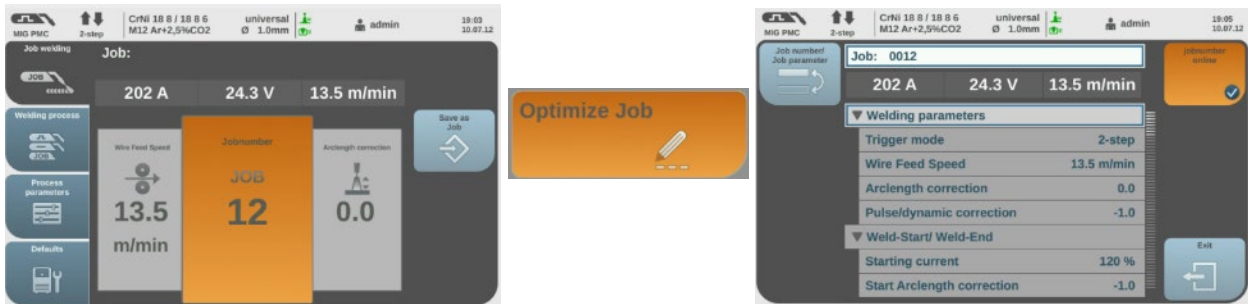 MIG PMC
2-step
CrNi 18 8 / 18 8 6
M12 Ar+2,5%CO2
universal
Ø 1.0mm
admin
19:03
10.07.12
Job welding
JOB
Job:
202 A 24.3 V 13.5 m/min
Welding process
JOB
Process
parameters
Defaults
Wire Feed Speed
13.5
m/min
Jobnumber
JOB
12
Arclength correction
0.0
Save as
Job
Optimize Job
MIG PMC
2-step
CrNi 18 8 / 18 8 6
M12 Ar+2,5%CO2
universal
Ø 1.0mm
admin
19:05
10.07.12
Job number/
Job parameter
Job: 0012
202 A 24.3 V 13.5 m/min
Welding parameters
Trigger mode 2-step
Wire Feed Speed 13.5 m/min
Arclength correction 0.0
Pulse/dynamic correction -1.0
Weld-Start/ Weld-End
Starting current 120 %
Start Arclength correction -1.0
jobnumber
online
Exit